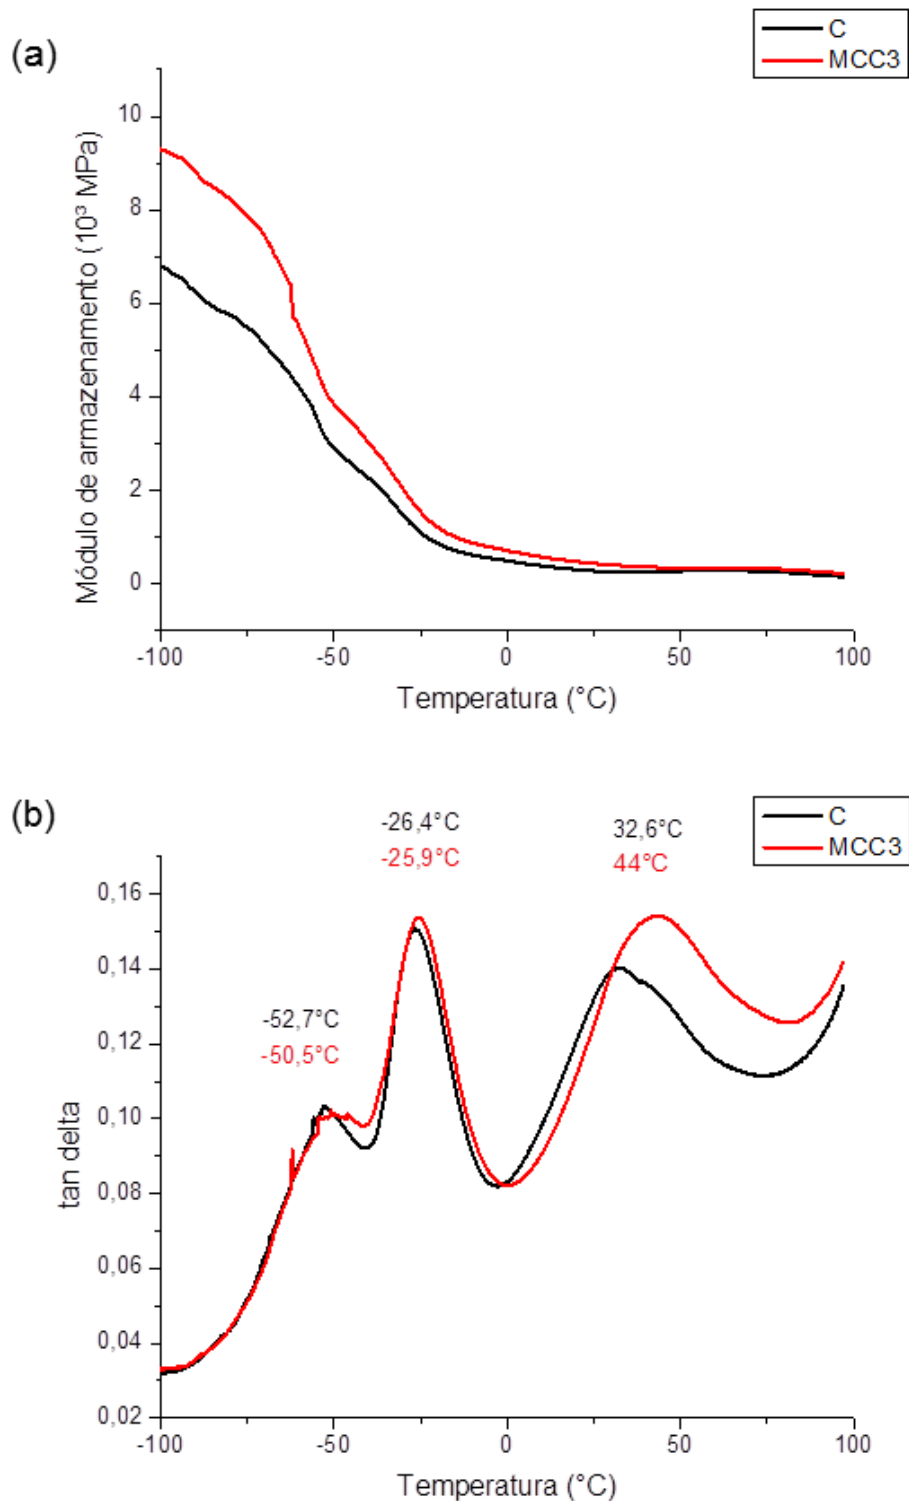 (a)
C
MCC3
Módulo de armazenamento (10³ MPa)
10
8
6
4
2
0
-100
-50
0
50
100
Temperatura (°C)
(b)
C
MCC3
-26,4°C
-25,9°C
32,6°C
44°C
-52,7°C
-50,5°C
tan delta
0,16
0,14
0,12
0,10
0,08
0,06
0,04
0,02
-100
-50
0
50
100
Temperatura (°C)